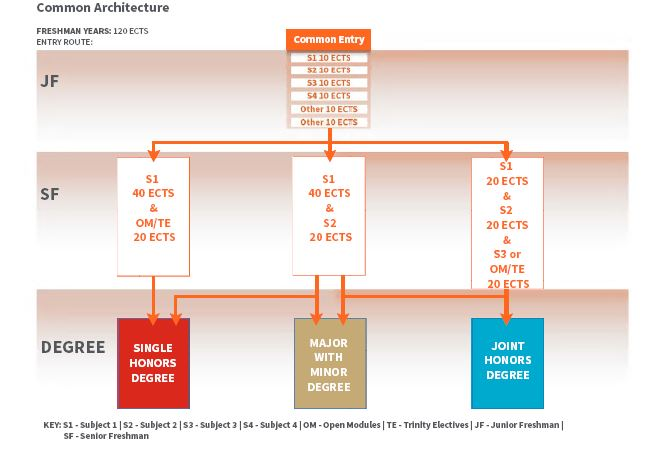 Common Architecture
FRESHMAN YEARS: 120 ECTS
ENTRY ROUTE:
Common Entry
JF
S1 10 ECTS
S2 10 ECTS
S3 10 ECTS
S4 10 ECTS
Other 10 ECTS
Other 10 ECTS
SF
S1
40 ECTS
&
OM/TE
20 ECTS
S1
40 ECTS
&
S2
20 ECTS
S1
20 ECTS
&
S2
20 ECTS
&
S3 or
OM/TE
20 ECTS
DEGREE
SINGLE
HONORS
DEGREE
MAJOR
WITH
MINOR
DEGREE
JOINT
HONORS
DEGREE
KEY: S1 - Subject 1 | S2 - Subject 2 | S3 - Subject 3 | S4 - Subject 4 | OM - Open Modules | TE - Trinity Electives | JF - Junior Freshman |
SF - Senior Freshman